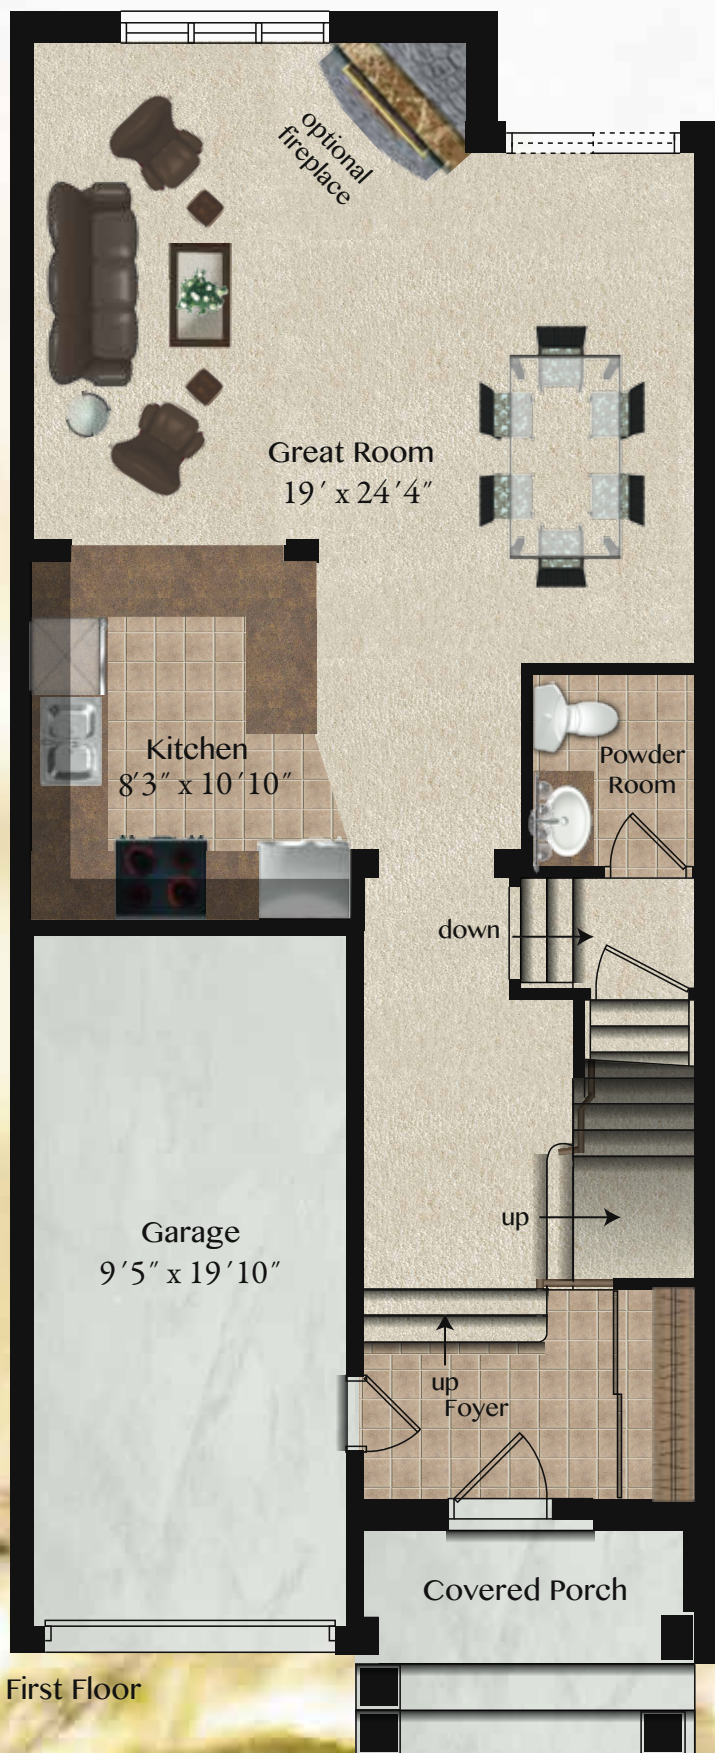 optional
fireplace
Great Room
19' x 24'4"
Kitchen
8'3" x 10'10"
Powder
Room
down
up
Garage
9'5" x 19'10"
up
Foyer
Covered Porch
First Floor